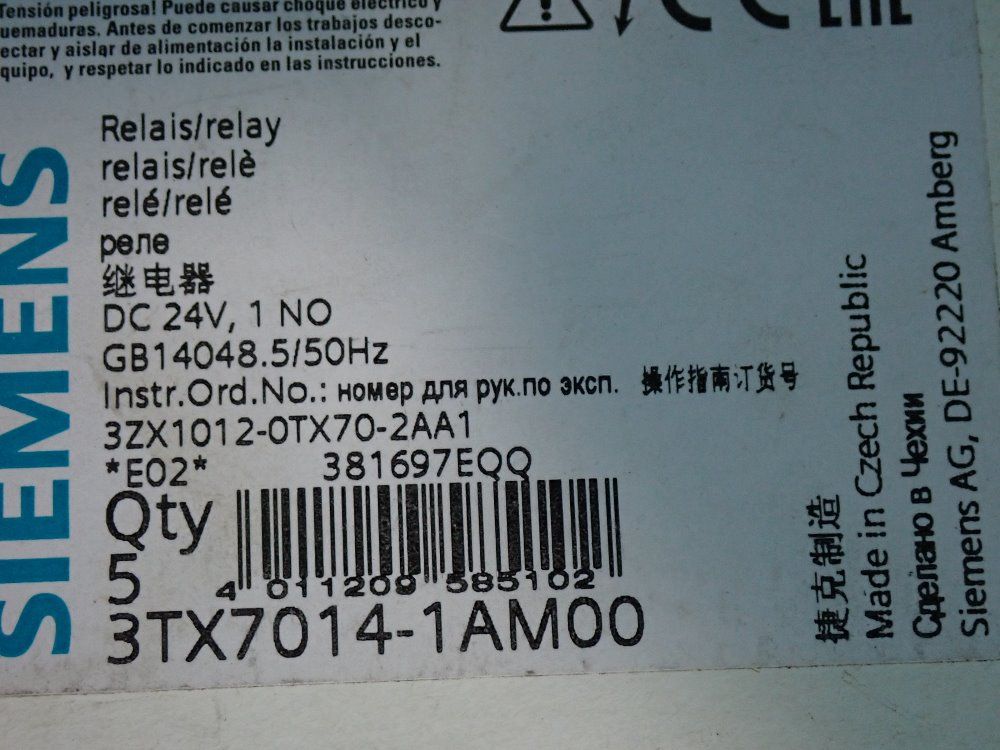 Tensión peligrosa! Puede causar choque eléctrico y
uemaduras. Antes de comenzar los trabajos desco-
ectar y aislar de alimentación la instalación y el
quipo, y respetar lo indicado en las instrucciones.
EAC
SIEMENS
Relais/relay
relais/relè
relé/relé
реле
继电器
DC 24V, 1 NO
GB14048.5/50Hz
Instr.Ord.No.: номер для рук.по эксп. 操作指南订货号
3ZX1012-0TX70-2AA1
*E02* 381697EQQ
Qty
5
4 011209 585102
3TX7014-1AM00
捷克制造
Made in Czech Republic
Сделано в Чехии
Siemens AG, DE-92220 Amberg